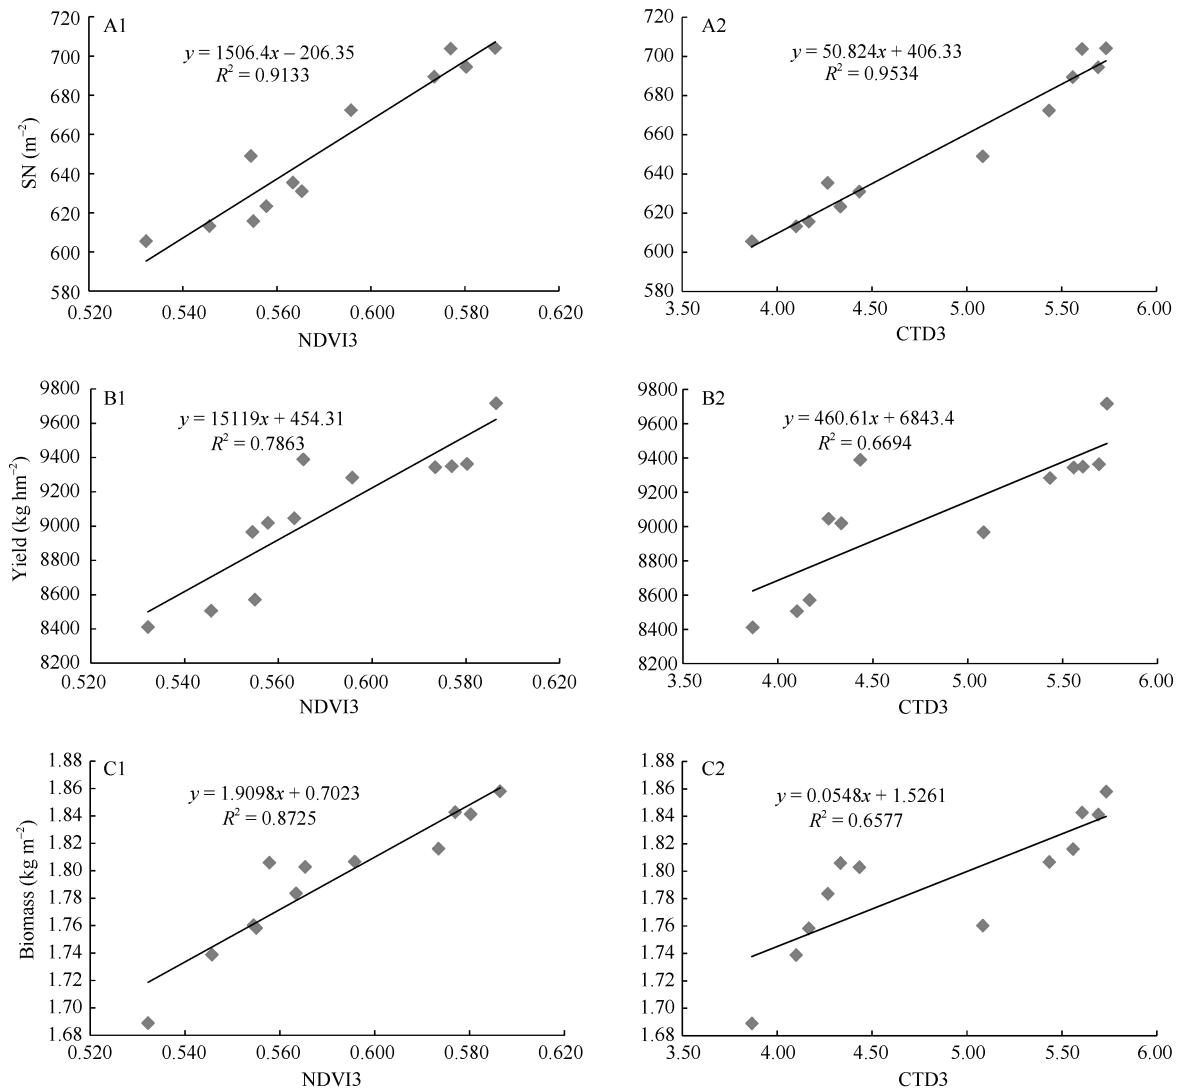 A1
y = 1506.4x – 206.35
R² = 0.9133
720
700
680
660
640
620
600
580
SN (m⁻²)
0.520 0.540 0.560 0.600 0.580 0.620
NDVI3
A2
y = 50.824x + 406.33
R² = 0.9534
720
700
680
660
640
620
600
580
3.50 4.00 4.50 5.00 5.50 6.00
CTD3
B1
y = 15119x + 454.31
R² = 0.7863
9800
9600
9400
9200
9000
8800
8600
8400
8200
Yield (kg hm⁻²)
0.520 0.540 0.560 0.600 0.580 0.620
NDVI3
B2
y = 460.61x + 6843.4
R² = 0.6694
9800
9600
9400
9200
9000
8800
8600
8400
8200
3.50 4.00 4.50 5.00 5.50 6.00
CTD3
C1
y = 1.9098x + 0.7023
R² = 0.8725
1.88
1.86
1.84
1.82
1.80
1.78
1.76
1.74
1.72
1.70
1.68
Biomass (kg m⁻²)
0.520 0.540 0.560 0.600 0.580 0.620
NDVI3
C2
y = 0.0548x + 1.5261
R² = 0.6577
1.88
1.86
1.84
1.82
1.80
1.78
1.76
1.74
1.72
1.70
1.68
3.50 4.00 4.50 5.00 5.50 6.00
CTD3